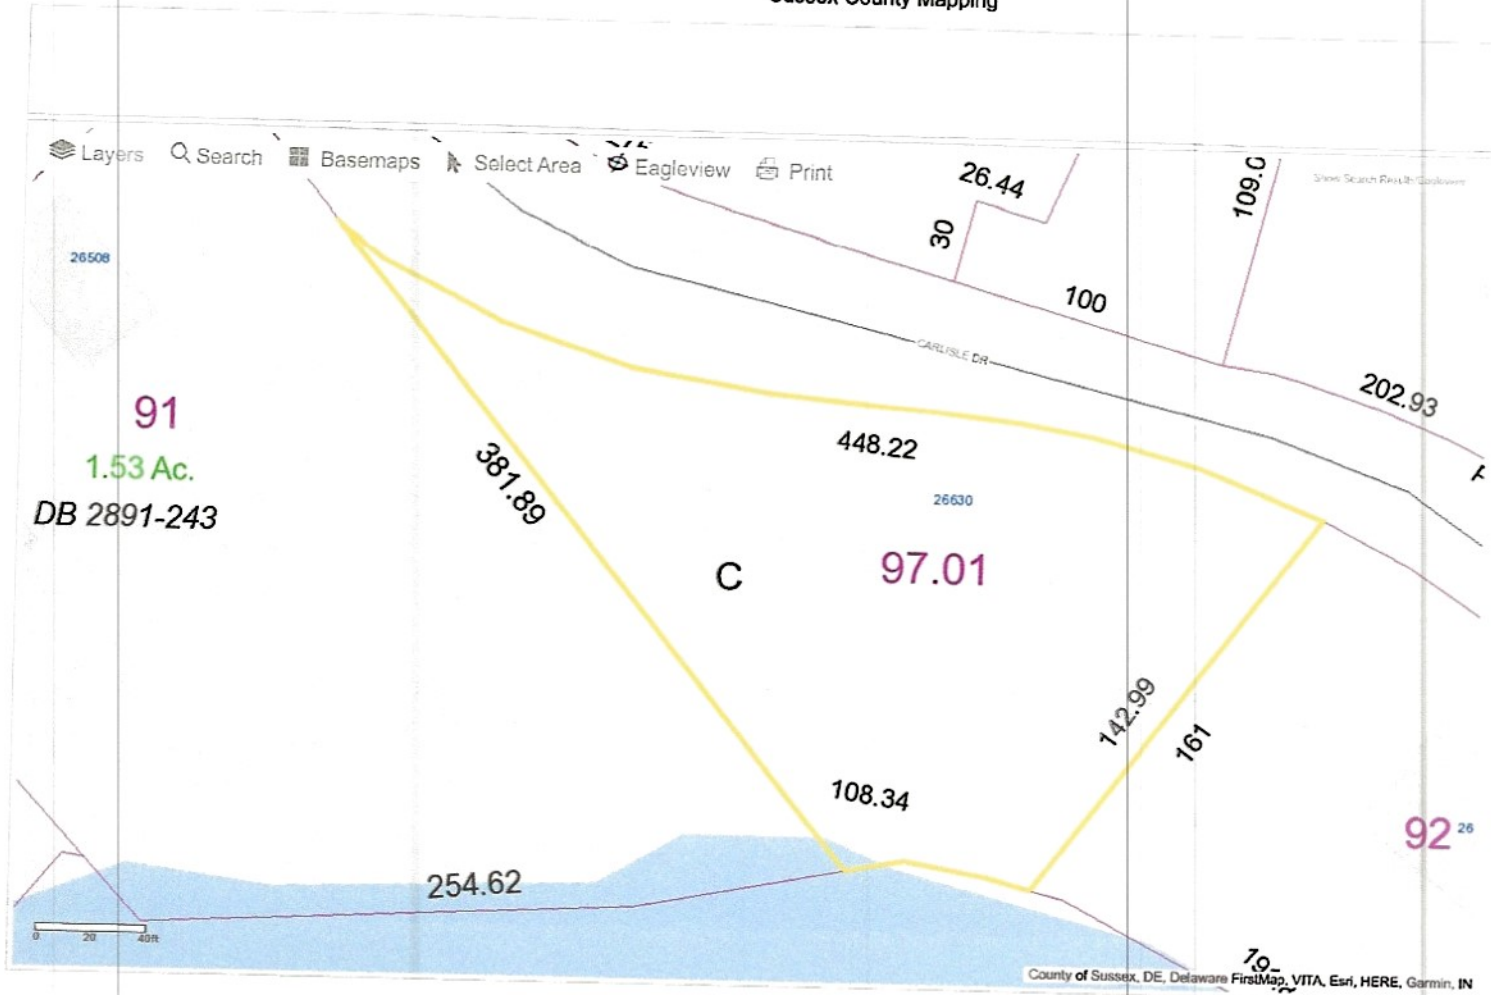 Sussex County Mapping
Layers Search Basemaps Select Area Eagleview Print
26.44
109.0
30
26508
100
CARLISLE DR
202.93
91
448.22
1.53 Ac.
381.89
26630
DB 2891-243
C
97.01
142.99
161
108.34
92 26
254.62
0 20 40ft
19
County of Sussex, DE, Delaware FirstMap, VITA, Esri, HERE, Garmin, IN